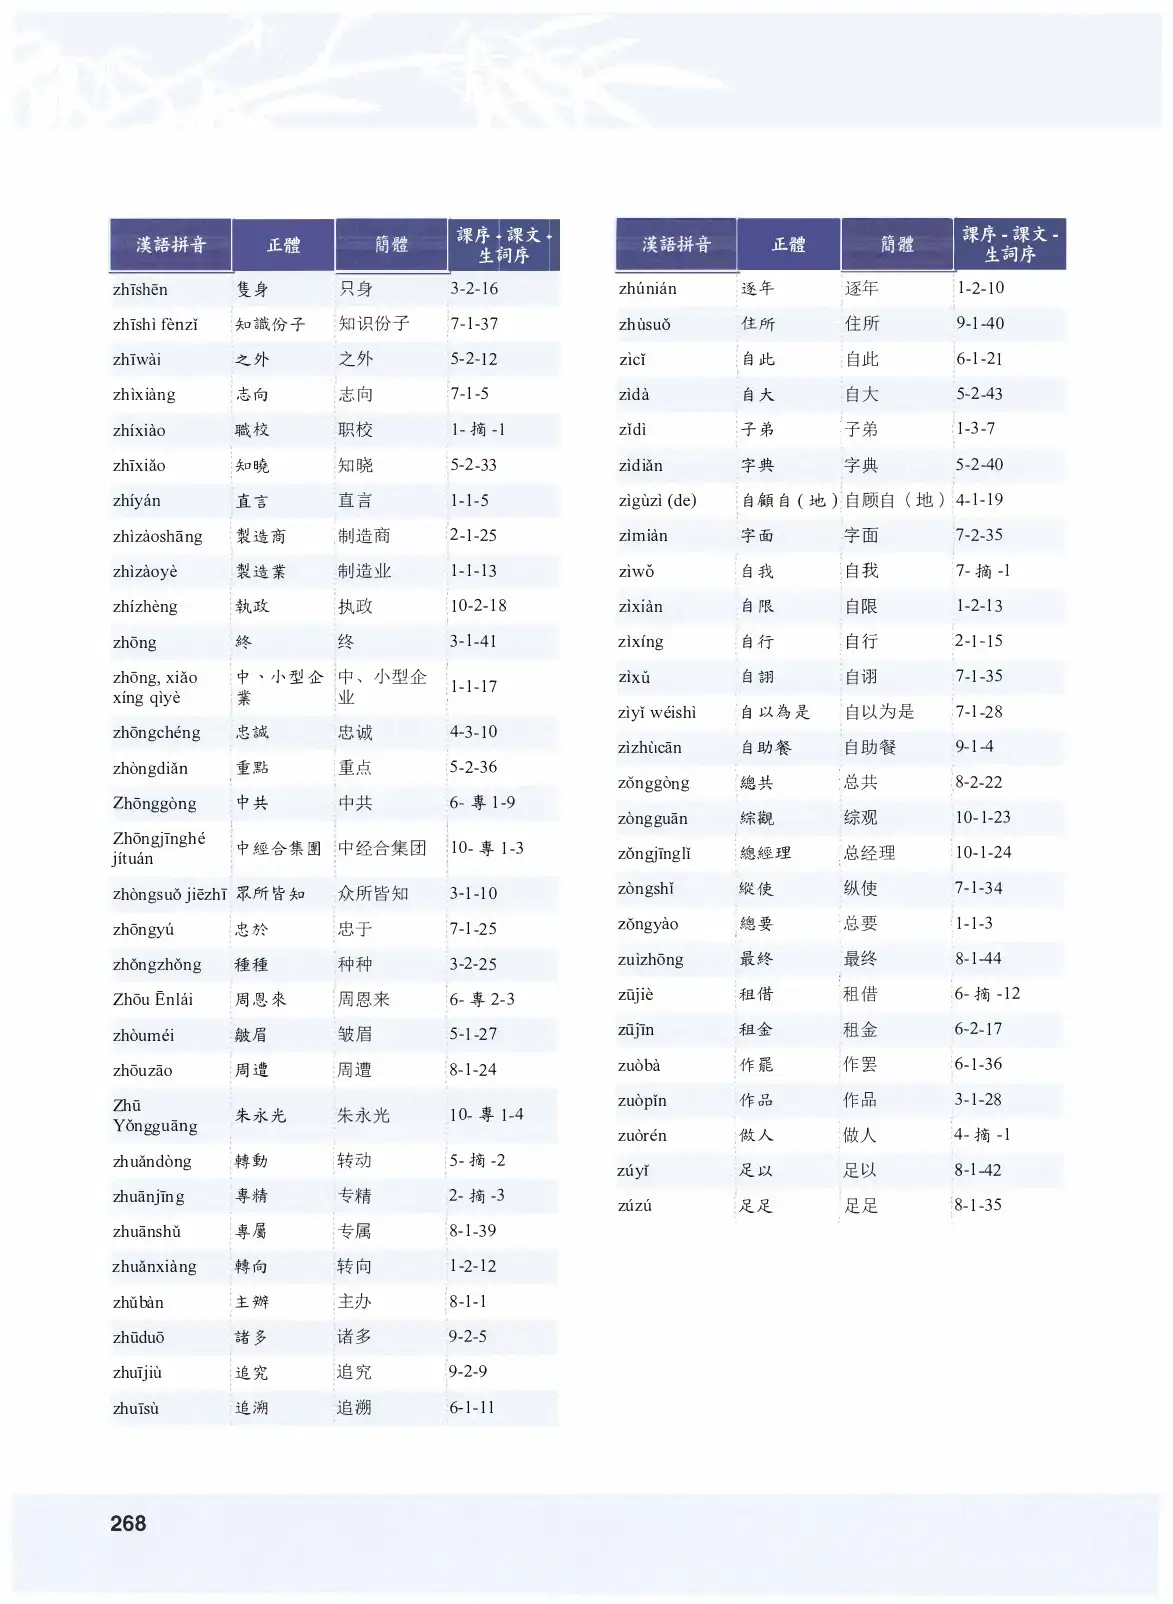 漢語拼音 正體 簡體 課序 - 課文 - 生詞序
zhīshēn 隻身 只身 3-2-16
zhīshì fènzǐ 知識份子 知识份子 7-1-37
zhīwài 之外 之外 5-2-12
zhìxiàng 志向 志向 7-1-5
zhíxiào 職校 职校 1- 摘 -1
zhīxiǎo 知曉 知晓 5-2-33
zhíyán 直言 直言 1-1-5
zhìzàoshāng 製造商 制造商 2-1-25
zhìzàoyè 製造業 制造业 1-1-13
zhízhèng 執政 执政 10-2-18
zhōng 終 终 3-1-41
zhōng, xiǎo xíng qìyè 中、小型企業 中、小型企业 1-1-17
zhōngchéng 忠誠 忠诚 4-3-10
zhòngdiǎn 重點 重点 5-2-36
Zhōnggòng 中共 中共 6- 專 1-9
Zhōngjīnghé jítuán 中經合集團 中经合集团 10- 專 1-3
zhòngsuǒ jiēzhī 眾所皆知 众所皆知 3-1-10
zhōngyú 忠於 忠于 7-1-25
zhǒngzhǒng 種種 种种 3-2-25
Zhōu Ēnlái 周恩來 周恩来 6- 專 2-3
zhòuméi 皺眉 皱眉 5-1-27
zhōuzāo 周遭 周遭 8-1-24
Zhū Yǒngguāng 朱永光 朱永光 10- 專 1-4
zhuǎndòng 轉動 转动 5- 摘 -2
zhuānjīng 專精 专精 2- 摘 -3
zhuānshǔ 專屬 专属 8-1-39
zhuǎnxiàng 轉向 转向 1-2-12
zhǔbàn 主辦 主办 8-1-1
zhūduō 諸多 诸多 9-2-5
zhuījiù 追究 追究 9-2-9
zhuīsù 追溯 追溯 6-1-11
漢語拼音 正體 簡體 課序 - 課文 - 生詞序
zhúnián 逐年 逐年 1-2-10
zhùsuǒ 住所 住所 9-1-40
zìcǐ 自此 自此 6-1-21
zìdà 自大 自大 5-2-43
zǐdì 子弟 子弟 1-3-7
zìdiǎn 字典 字典 5-2-40
zìgùzì (de) 自顧自 ( 地 ) 自顾自（ 地 ） 4-1-19
zìmiàn 字面 字面 7-2-35
zìwǒ 自我 自我 7- 摘 -1
zìxiàn 自限 自限 1-2-13
zìxíng 自行 自行 2-1-15
zìxǔ 自詡 自诩 7-1-35
zìyǐ wéishì 自以為是 自以为是 7-1-28
zìzhùcān 自助餐 自助餐 9-1-4
zǒnggòng 總共 总共 8-2-22
zòngguān 綜觀 综观 10-1-23
zǒngjīnglǐ 總經理 总经理 10-1-24
zòngshǐ 縱使 纵使 7-1-34
zǒngyào 總要 总要 1-1-3
zuìzhōng 最終 最终 8-1-44
zūjiè 租借 租借 6- 摘 -12
zūjīn 租金 租金 6-2-17
zuòbà 作罷 作罢 6-1-36
zuòpǐn 作品 作品 3-1-28
zuòrén 做人 做人 4- 摘 -1
zúyǐ 足以 足以 8-1-42
zúzú 足足 足足 8-1-35
268